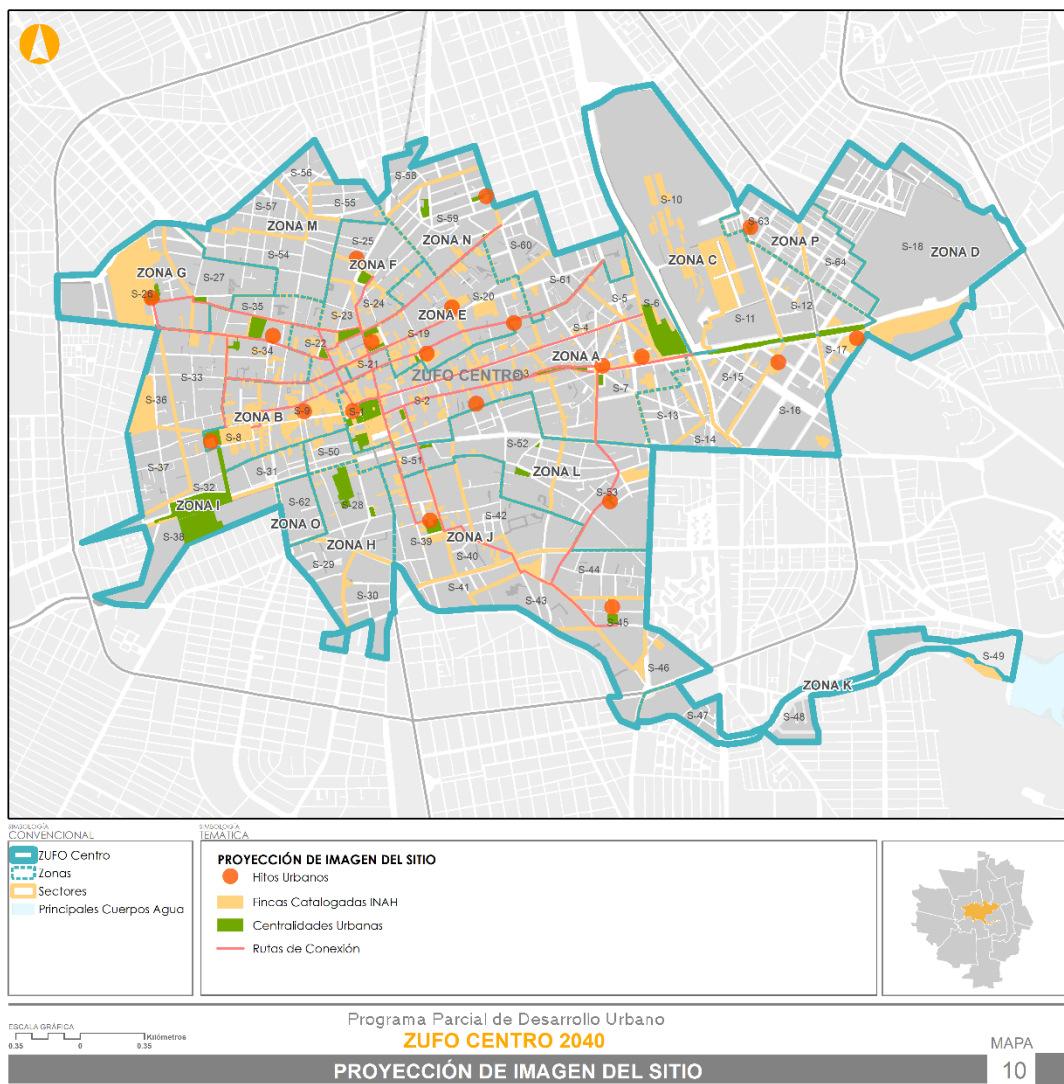 S-56
S-58
S-57
S-55
S-59
S-10
S-63
ZONA M
S-25
ZONA N
ZONA P
S-54
S-60
S-18
ZONA D
ZONA G
S-27
ZONA F
ZONA C
S-64
S-26
S-61
S-24
S-20
S-5
S-6
S-12
S-35
S-23
ZONA E
S-11
S-19
S-4
S-34
S-22
S-21
S-17
ZONA A
ZUFO CENTRO
S-3
S-33
S-7
S-15
S-36
S-2
S-9
S-1
S-16
ZONA B
S-13
S-8
S-14
S-50
S-52
S-51
S-37
S-31
ZONA L
S-32
S-62
S-28
S-53
ZONA I
ZONA O
S-42
S-38
S-39
ZONA J
ZONA H
S-40
S-29
S-44
S-41
S-30
S-43
S-45
S-46
S-49
ZONA K
S-47
S-48
SIMBOLOGÍA
CONVENCIONAL
ZUFO Centro
Zonas
Sectores
Principales Cuerpos Agua
SIMBOLOGÍA
TEMÁTICA
PROYECCIÓN DE IMAGEN DEL SITIO
Hitos Urbanos
Fincas Catalogadas INAH
Centralidades Urbanas
Rutas de Conexión
ESCALA GRÁFICA
Kilómetros
0.35 0 0.35
Programa Parcial de Desarrollo Urbano
ZUFO CENTRO 2040
PROYECCIÓN DE IMAGEN DEL SITIO
MAPA
10